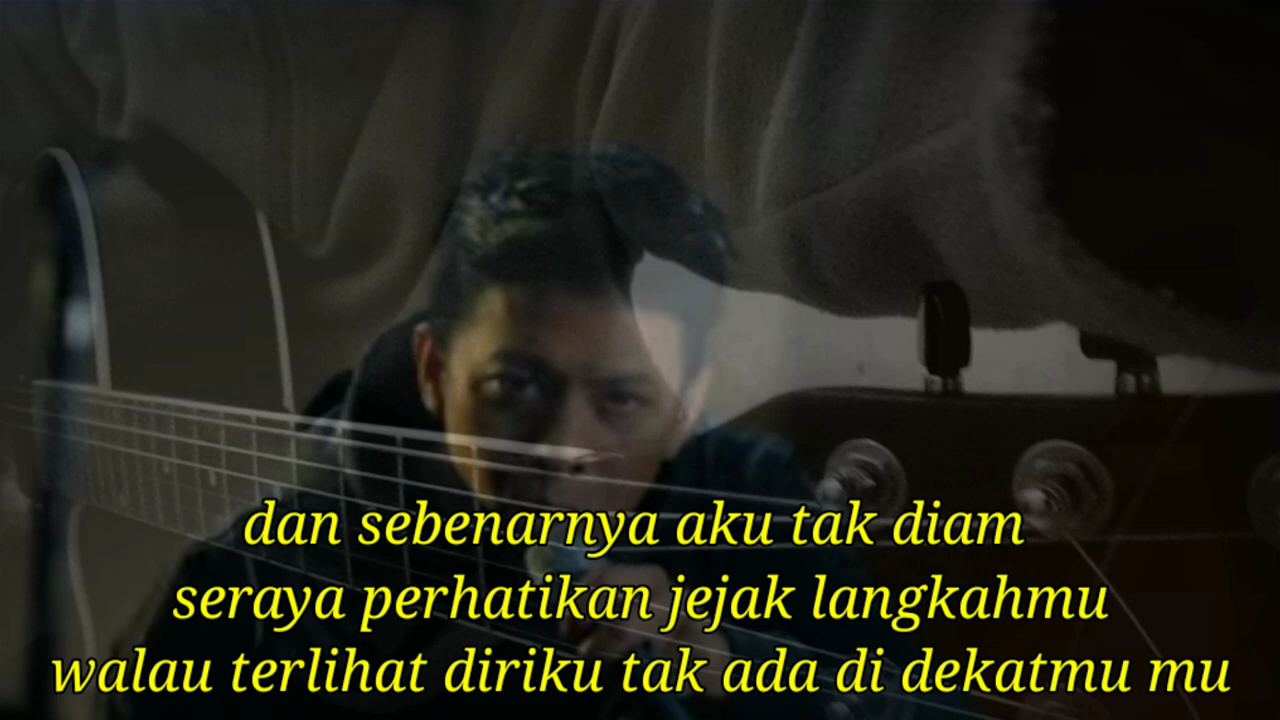 dan sebenarnya aku tak diam
seraya perhatikan jejak langkahmu
walau terlihat diriku tak ada di dekatmu mu